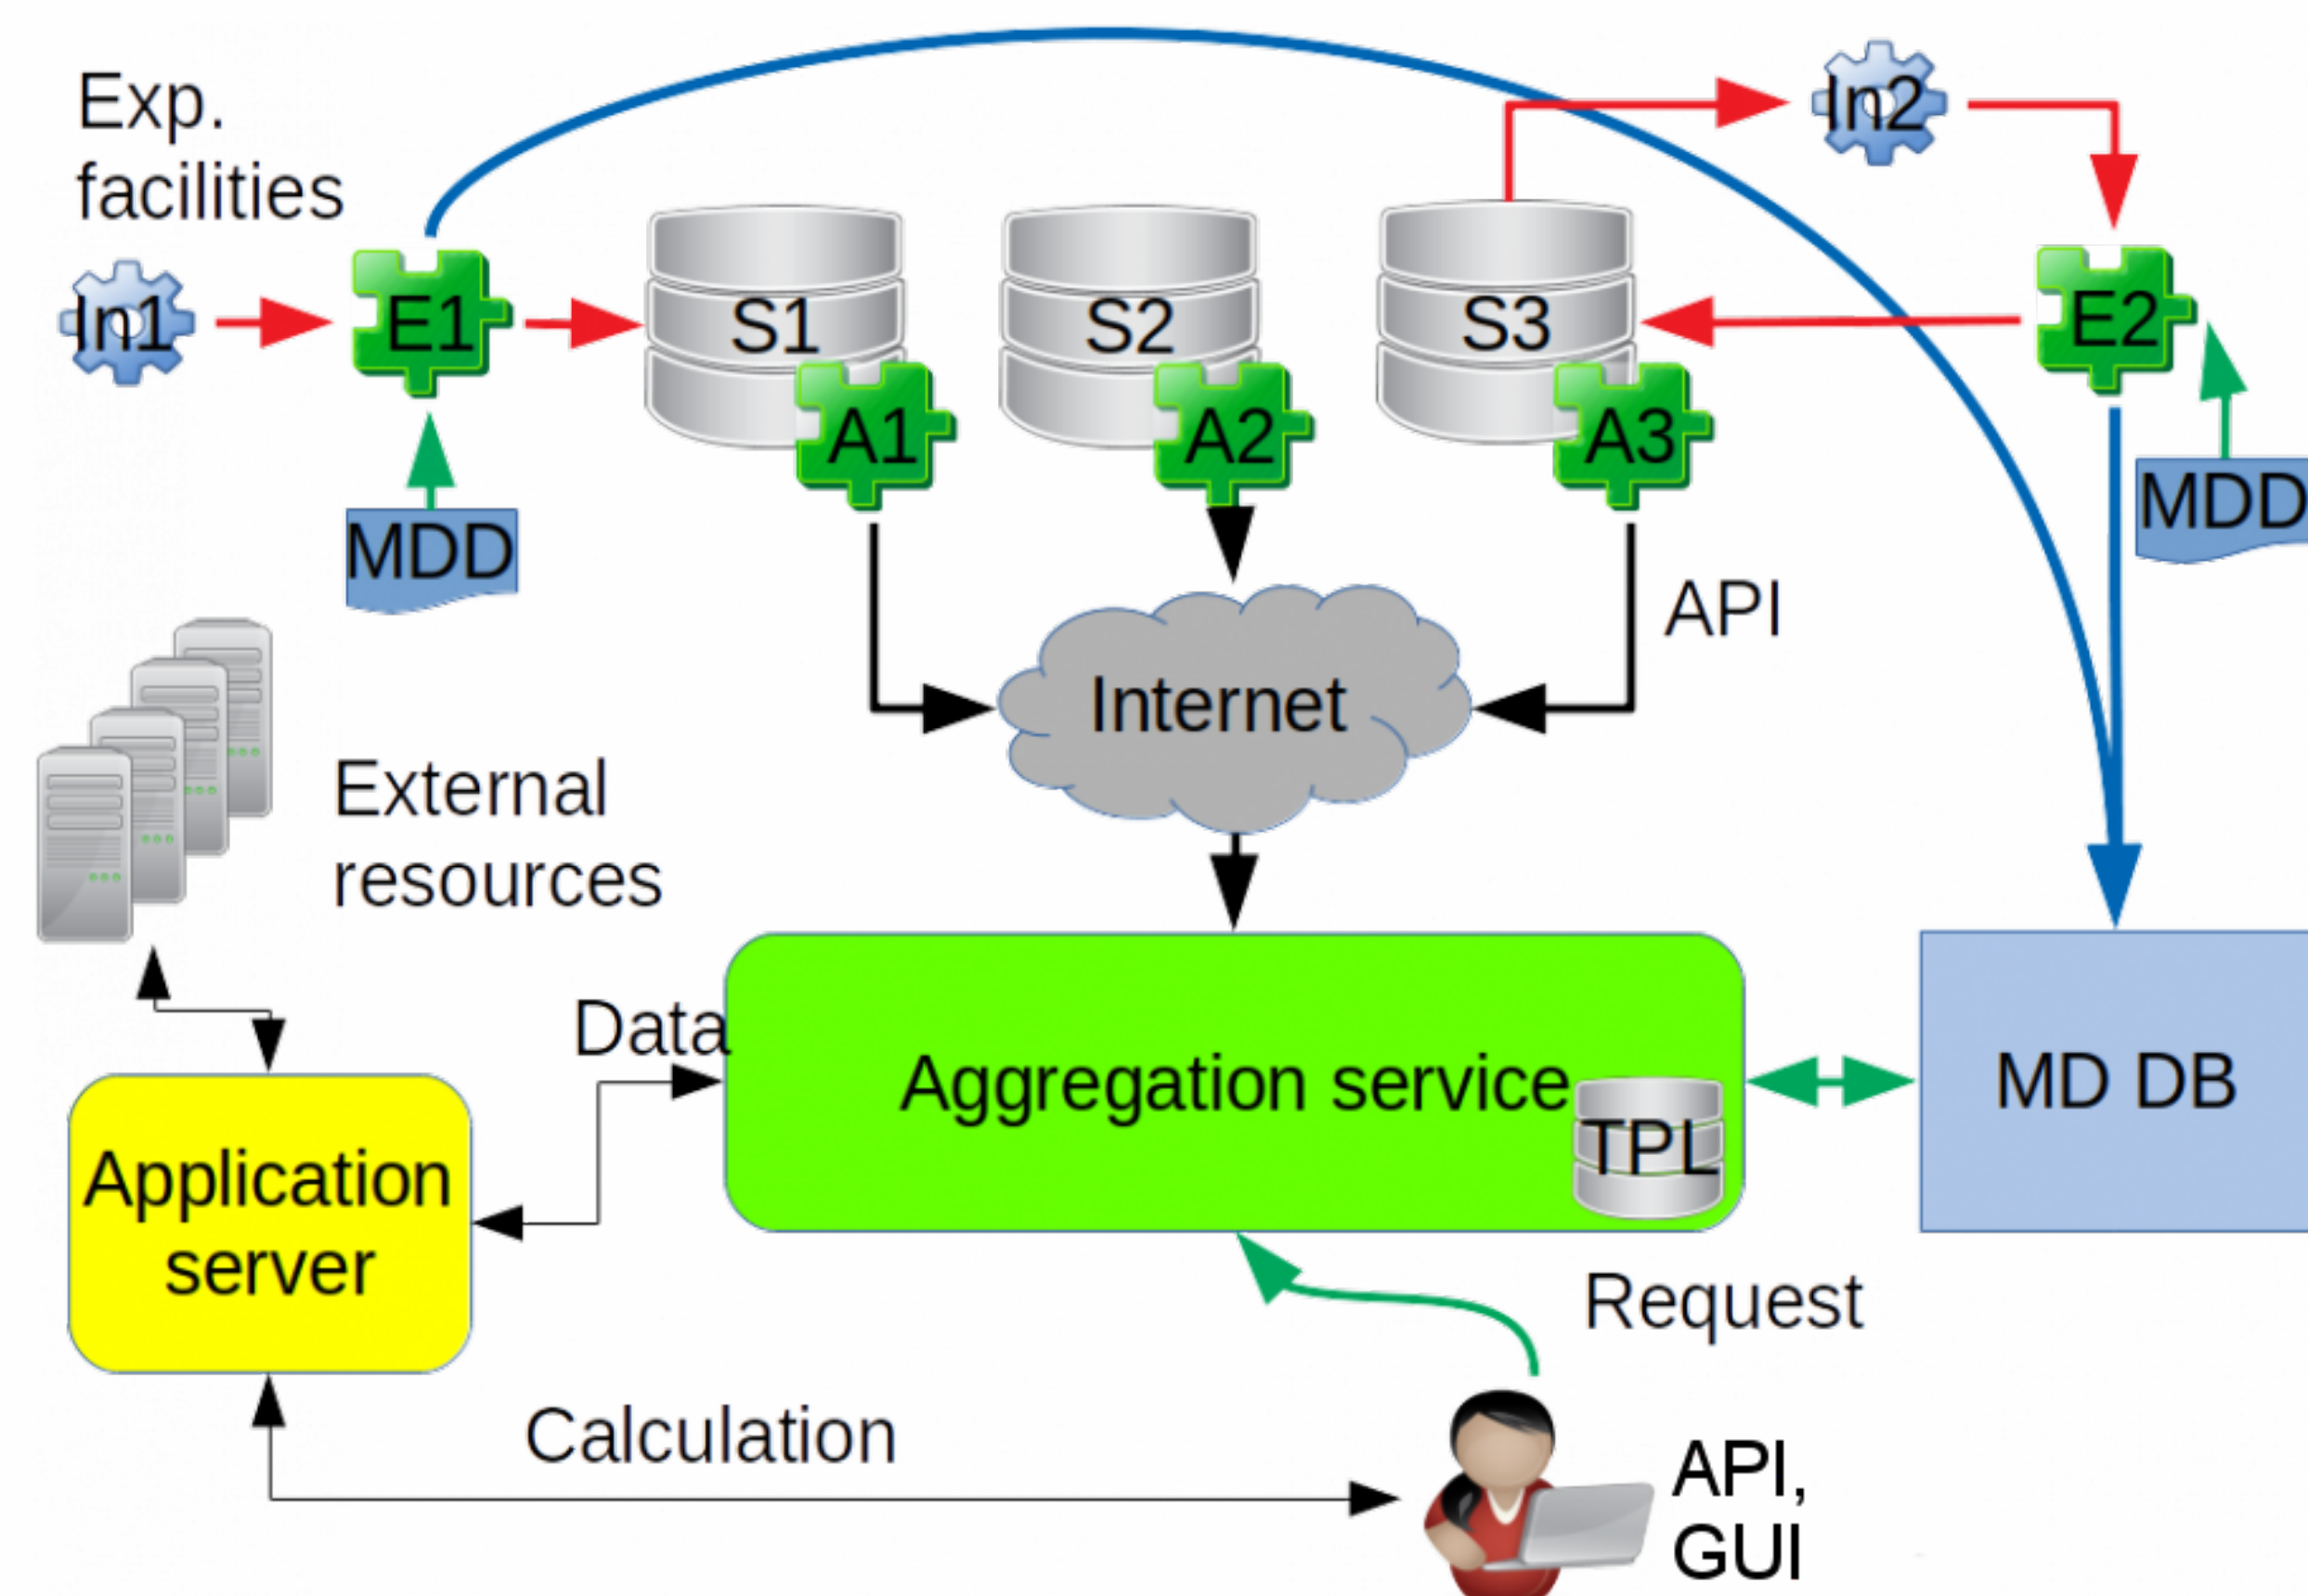 Exp.
facilities
In1
E1
MDD
S1
A1
S2
A2
S3
A3
In2
E2
MDD
API
Internet
External
resources
Data
Aggregation service
TPL
MD DB
Application
server
Request
Calculation
API,
GUI